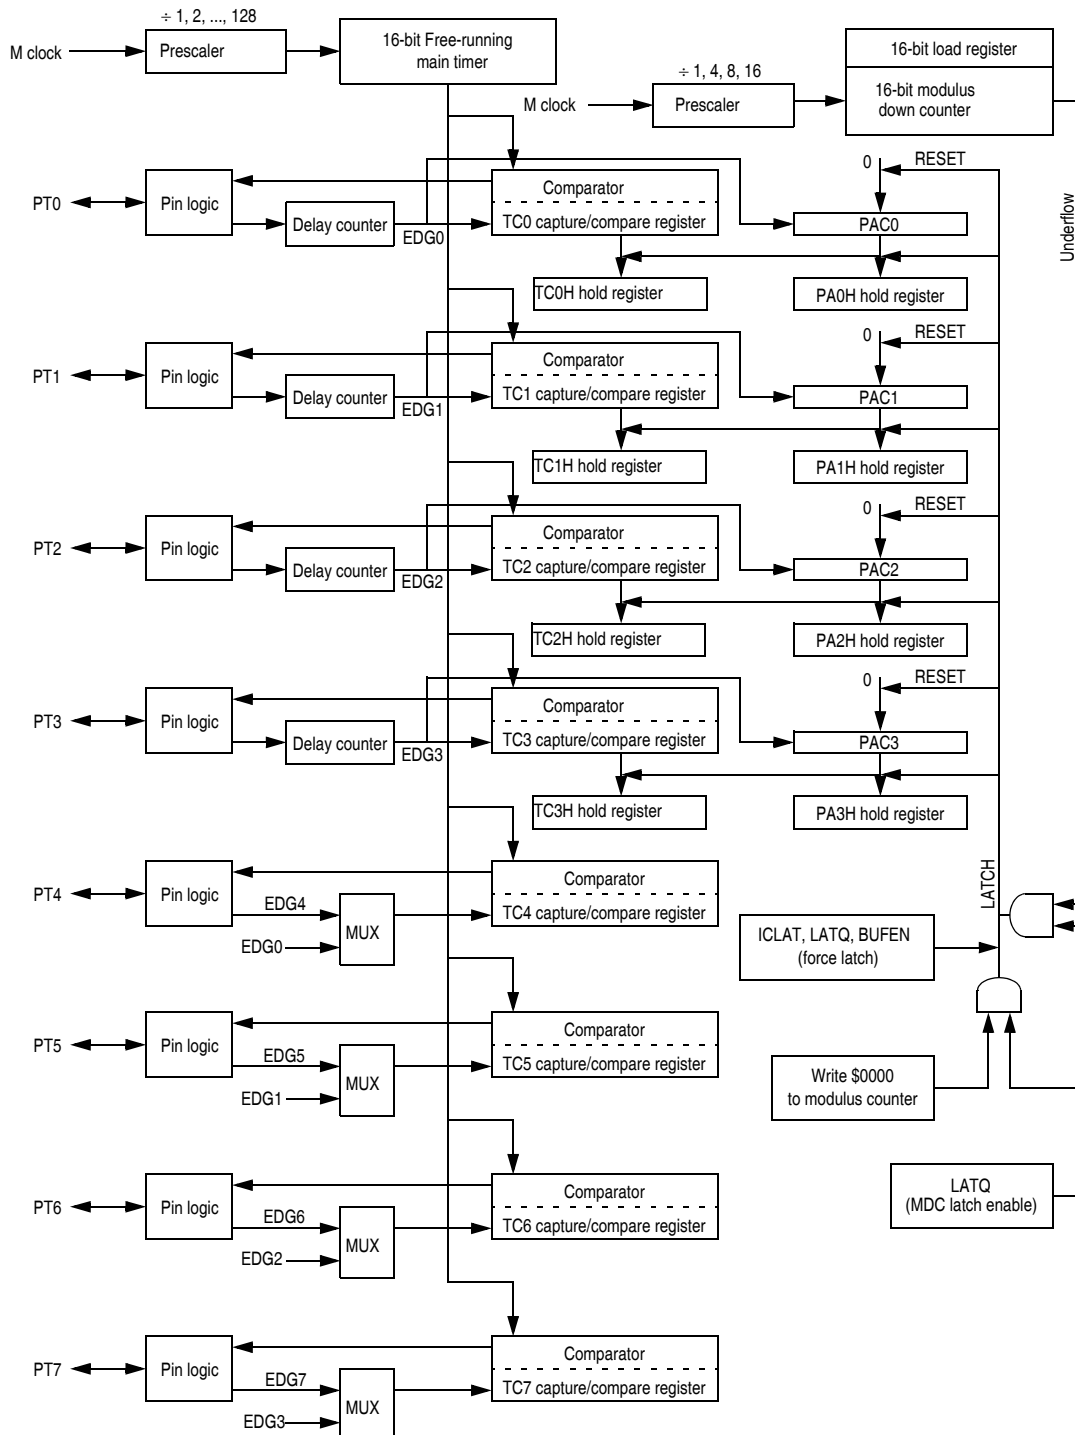 ÷ 1, 2, ..., 128
M clock
Prescaler
16-bit Free-running
main timer
÷ 1, 4, 8, 16
M clock
Prescaler
16-bit load register
16-bit modulus
down counter
Underflow
PT0
Pin logic
Delay counter
EDG0
Comparator
TC0 capture/compare register
TC0H hold register
0
RESET
PAC0
PA0H hold register
PT1
Pin logic
Delay counter
EDG1
Comparator
TC1 capture/compare register
TC1H hold register
0
RESET
PAC1
PA1H hold register
PT2
Pin logic
Delay counter
EDG2
Comparator
TC2 capture/compare register
TC2H hold register
0
RESET
PAC2
PA2H hold register
PT3
Pin logic
Delay counter
EDG3
Comparator
TC3 capture/compare register
TC3H hold register
0
RESET
PAC3
PA3H hold register
LATCH
PT4
Pin logic
EDG4
EDG0
MUX
Comparator
TC4 capture/compare register
ICLAT, LATQ, BUFEN
(force latch)
PT5
Pin logic
EDG5
EDG1
MUX
Comparator
TC5 capture/compare register
Write $0000
to modulus counter
PT6
Pin logic
EDG6
EDG2
MUX
Comparator
TC6 capture/compare register
LATQ
(MDC latch enable)
PT7
Pin logic
EDG7
EDG3
MUX
Comparator
TC7 capture/compare register